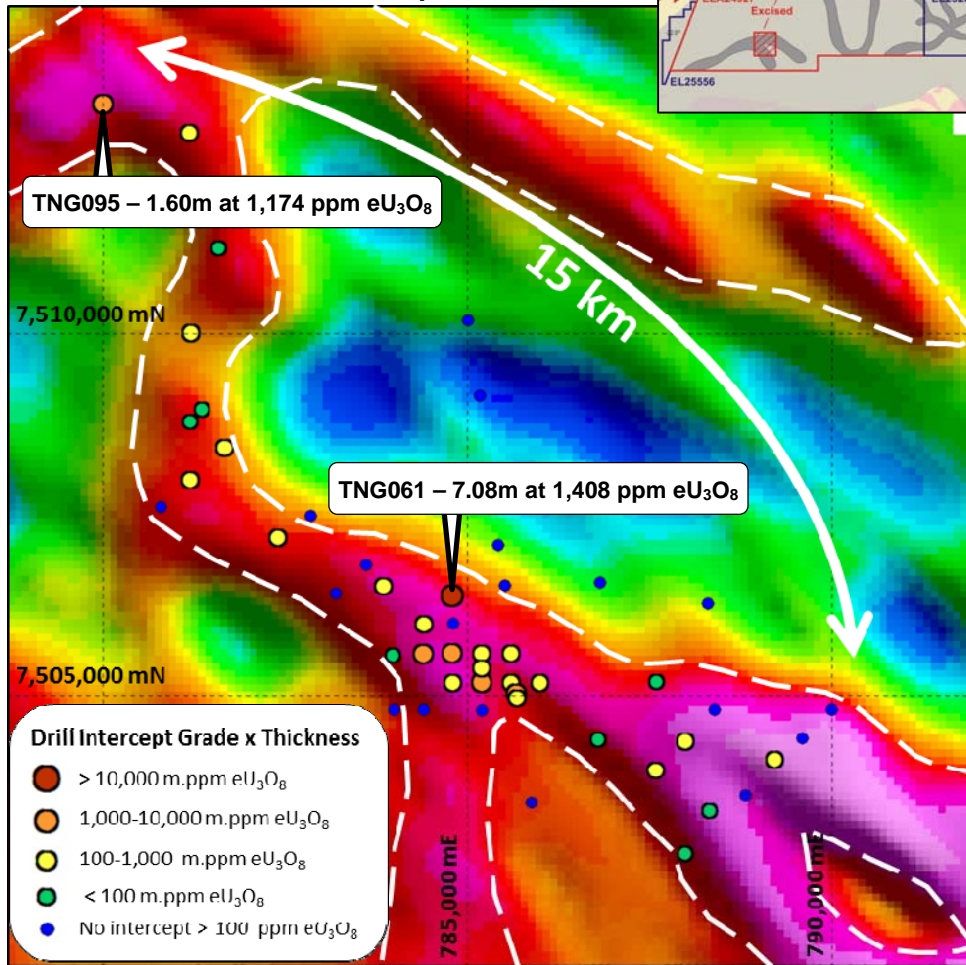 Excised
EL25556
TNG095 – 1.60m at 1,174 ppm eU₃O₈
15 km
7,510,000 mN
TNG061 – 7.08m at 1,408 ppm eU₃O₈
7,505,000 mN
785,000 mE
790,000 mE
Drill Intercept Grade x Thickness
> 10,000 m.ppm eU₃O₈
1,000-10,000 m.ppm eU₃O₈
100-1,000 m.ppm eU₃O₈
< 100 m.ppm eU₃O₈
No intercept > 100 ppm eU₃O₈